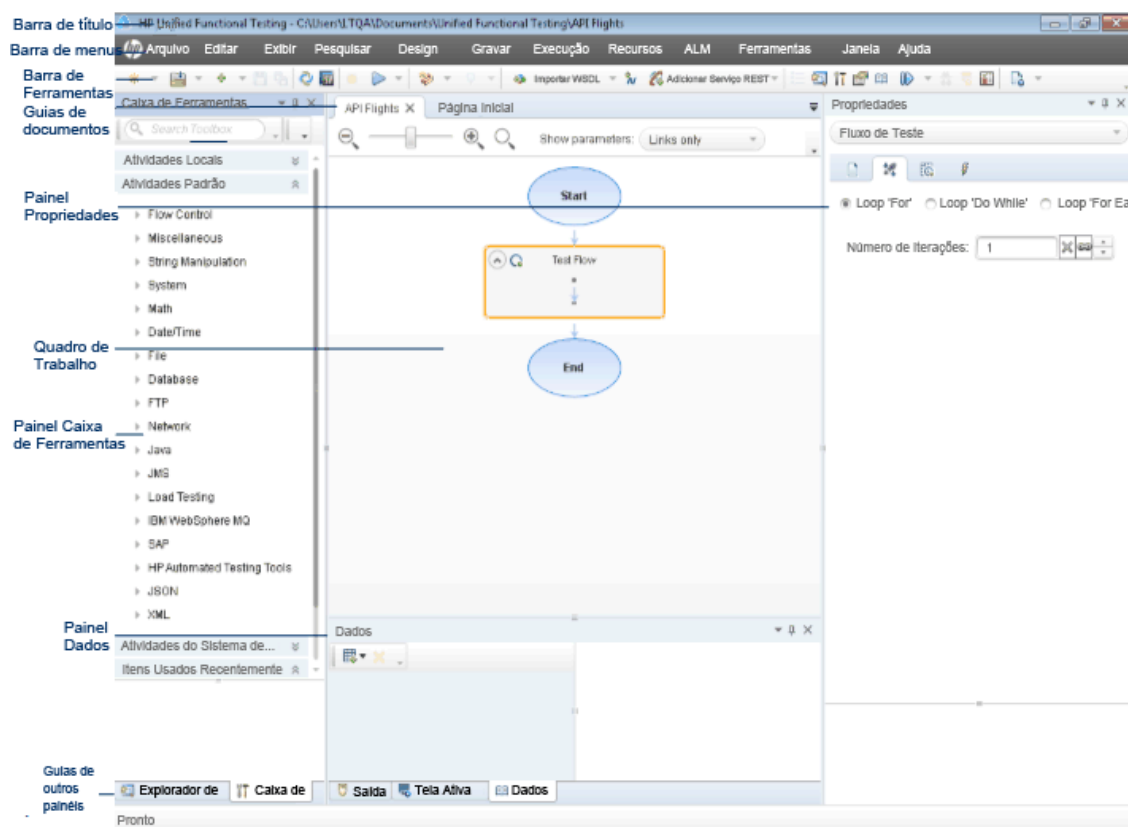 Barra de título
HP Unified Functional Testing - C:\Users\LTQA\Documents\Unified Functional Testing\API Flights
Barra de menus
hp Arquivo Editar Exibir Pesquisar Design Gravar Execução Recursos ALM Ferramentas Janela Ajuda
Barra de
Ferramentas
Importar WSDL Adicionar Serviço REST
Guias de
documentos
Caixa de Ferramentas
API Flights
Página Inicial
Propriedades
Search Toolbox
Show parameters: Links only
Fluxo de Teste
Atividades Locais
Atividades Padrão
Painel
Propriedades
Flow Control
Miscellaneous
String Manipulation
System
Math
Date/Time
File
Database
FTP
Network
Java
JMS
Load Testing
IBM WebSphere MQ
SAP
HP Automated Testing Tools
JSON
XML
Atividades do Sistema de...
Itens Usados Recentemente
Start
Test Flow
End
Loop 'For' Loop 'Do While' Loop 'For Ea
Número de Iterações: 1
Quadro de
Trabalho
Painel Caixa
de Ferramentas
Painel
Dados
Dados
Guias de
outros
painéis
Explorador de
Caixa de
Saída
Tela Ativa
Dados
Pronto